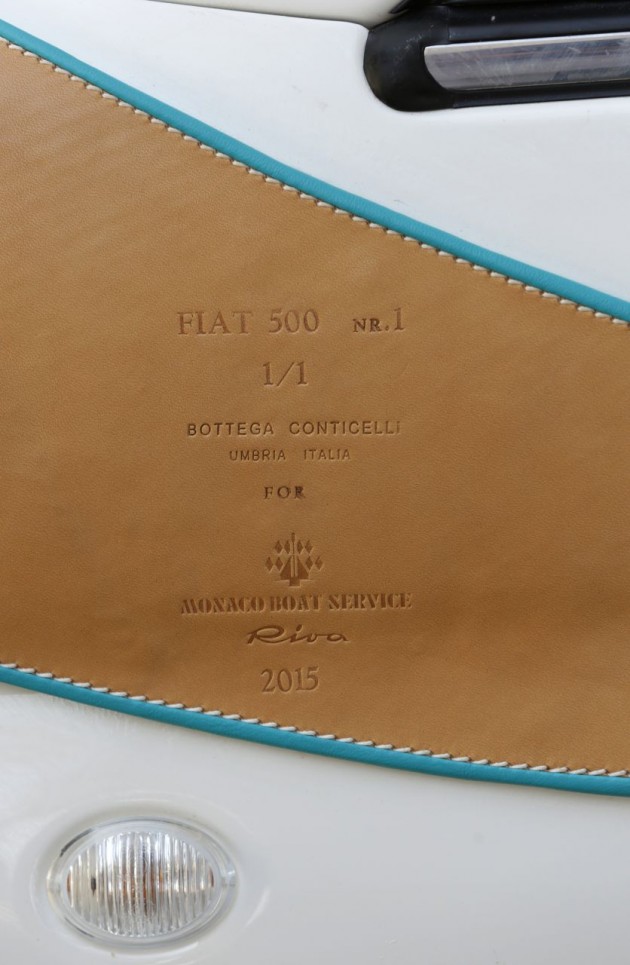 FIAT 500 NR.1
1/1
BOTTEGA CONTICELLI
UMBRIA ITALIA
FOR
MONACO BOAT SERVICE
Riva
2015